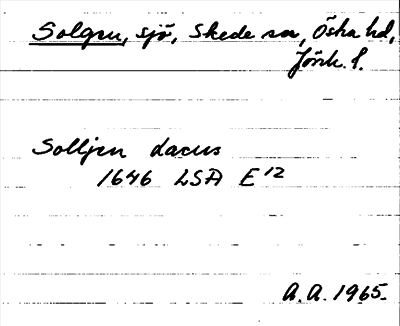 Solgen, sjö, Skede sn, Östra hd,
Jönk. l.
Solljen lacus
1646 LSA E12
A.A. 1965.